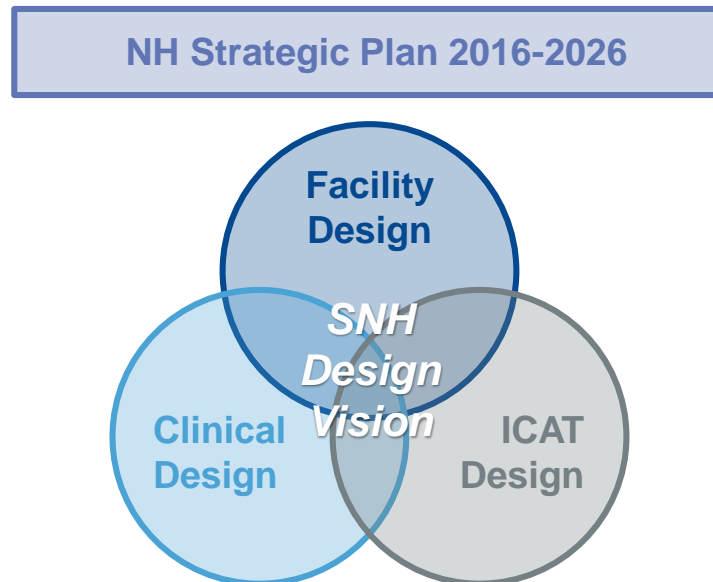 NH Strategic Plan 2016-2026
Facility
Design
SNH
Design
Vision
Clinical
Design
ICAT
Design